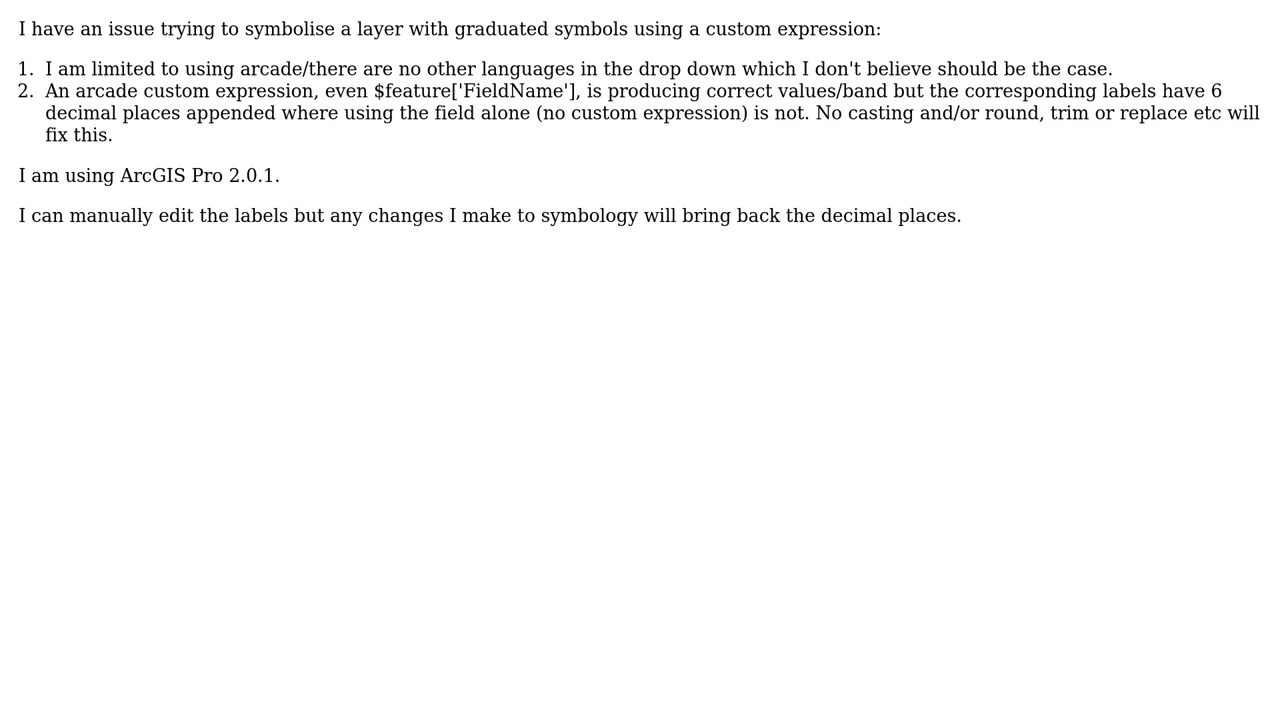 I have an issue trying to symbolise a layer with graduated symbols using a custom expression:
1. I am limited to using arcade/there are no other languages in the drop down which I don't believe should be the case.
2. An arcade custom expression, even $feature['FieldName'], is producing correct values/band but the corresponding labels have 6
decimal places appended where using the field alone (no custom expression) is not. No casting and/or round, trim or replace etc will
fix this.
I am using ArcGIS Pro 2.0.1.
I can manually edit the labels but any changes I make to symbology will bring back the decimal places.